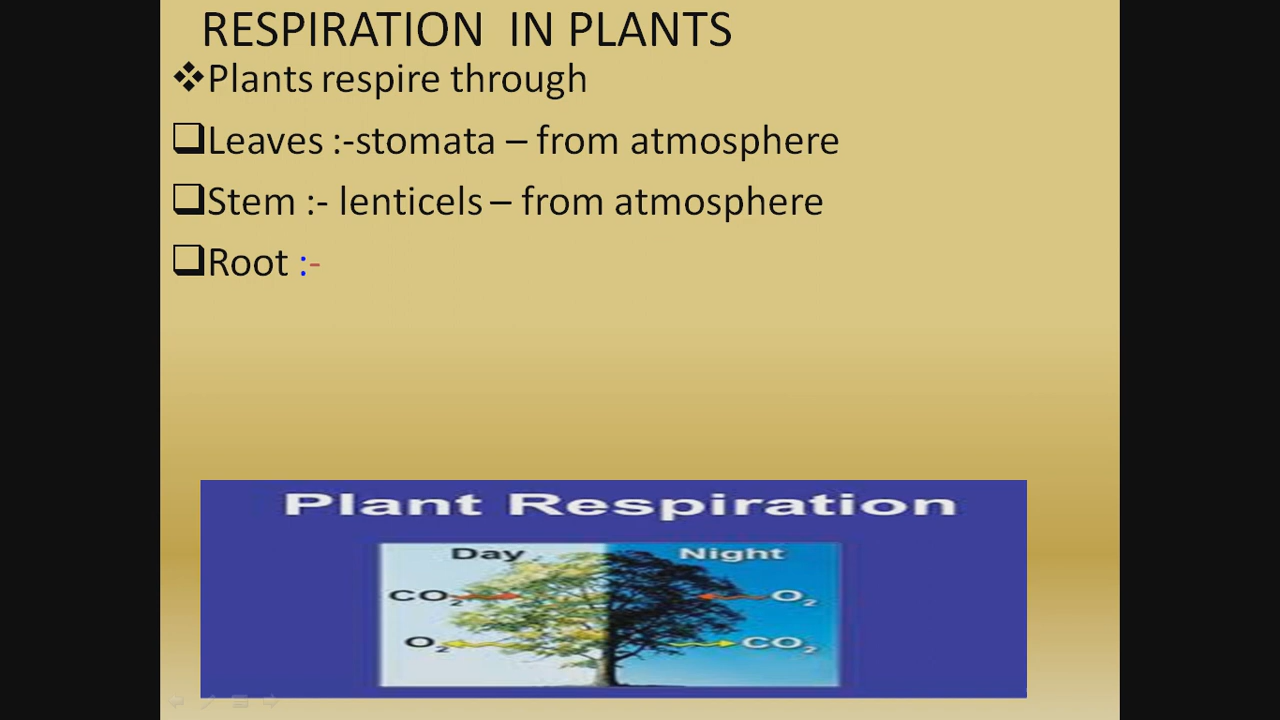 RESPIRATION IN PLANTS
❖Plants respire through
❑Leaves :-stomata – from atmosphere
❑Stem :- lenticels – from atmosphere
❑Root :-
Plant Respiration
Day Night
CO₂ O₂
O₂ CO₂